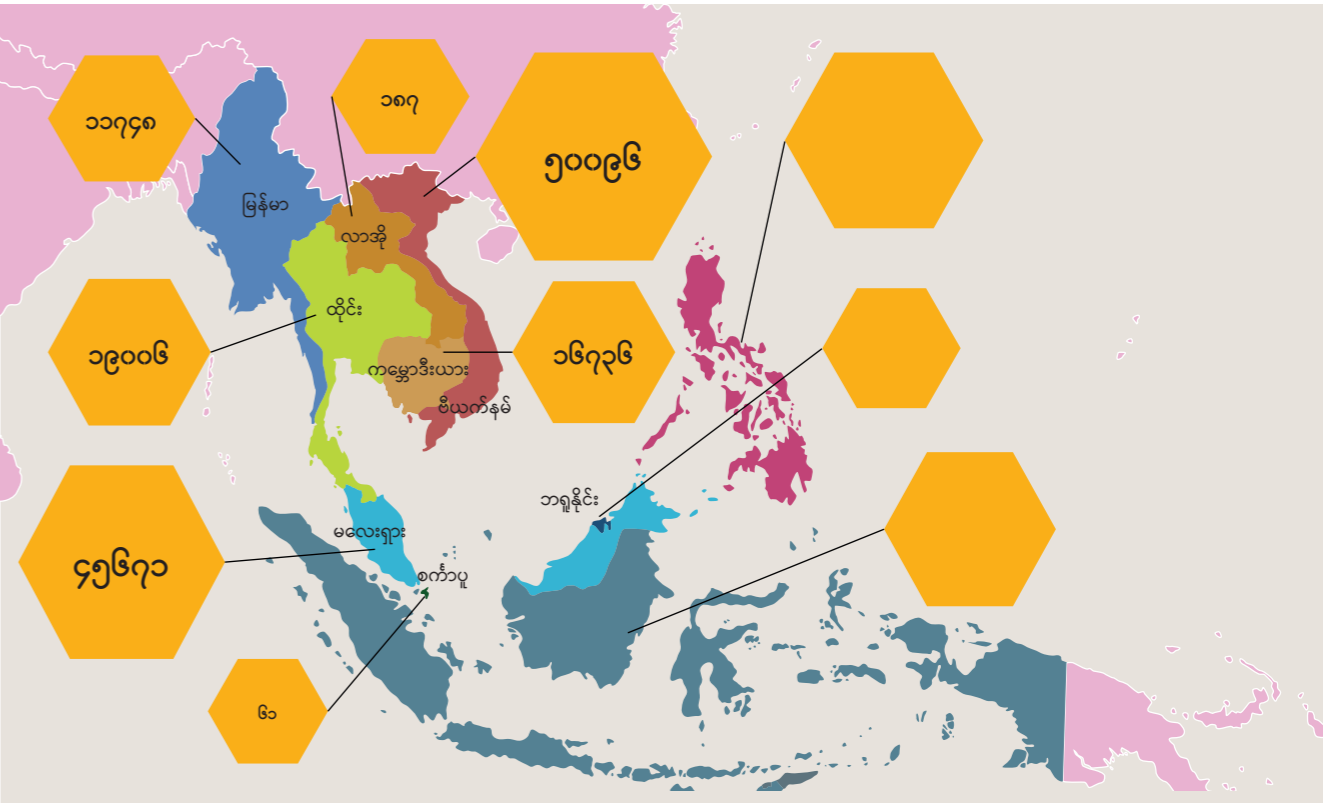 ၁၁၇၄၈
၁၈၇
၅၀၀၉၆
မြန်မာ
လာအို
ထိုင်း
၁၉၀၀၆
၁၆၇၃၆
ကမ္ဘောဒီးယား
ဗီယက်နမ်
ဘရူနိုင်း
မလေးရှား
၄၅၆၇၁
စင်္ကာပူ
၆၁